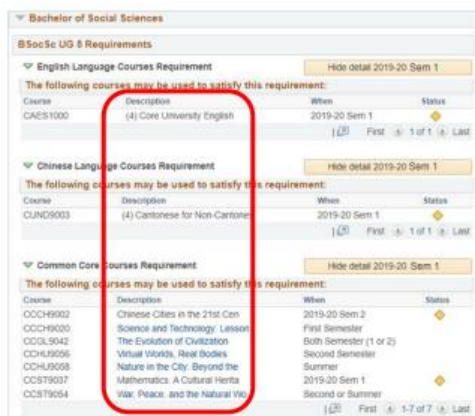 Bachelor of Social Sciences
BSocSc UG 5 Requirements
English Language Courses Requirement Hide detail 2019-20 Sem 1
The following courses may be used to satisfy this requirement:
Course Description When Status
CAES1000 (4) Core University English 2019-20 Sem 1
First 1 of 1 Last
Chinese Language Courses Requirement Hide detail 2019-20 Sem 1
The following courses may be used to satisfy this requirement:
Course Description When Status
CUND9003 (4) Cantonese for Non-Cantones 2019-20 Sem 1
First 1 of 1 Last
Common Core Courses Requirement Hide detail 2019-20 Sem 1
The following courses may be used to satisfy this requirement:
Course Description When Status
CCCH9002 Chinese Cities in the 21st Cen 2019-20 Sem 2
CCCH9020 Science and Technology: Lesson First Semester
CCGL9042 The Evolution of Civilization Both Semester (1 or 2)
CCHU9056 Virtual Worlds, Real Bodies Second Semester
CCHU9058 Nature in the City: Beyond the Summer
CCST9037 Mathematics: A Cultural Herita 2019-20 Sem 1
CCST9054 War, Peace, and the Natural Wo Second or Summer
First 1-7 of 7 Last